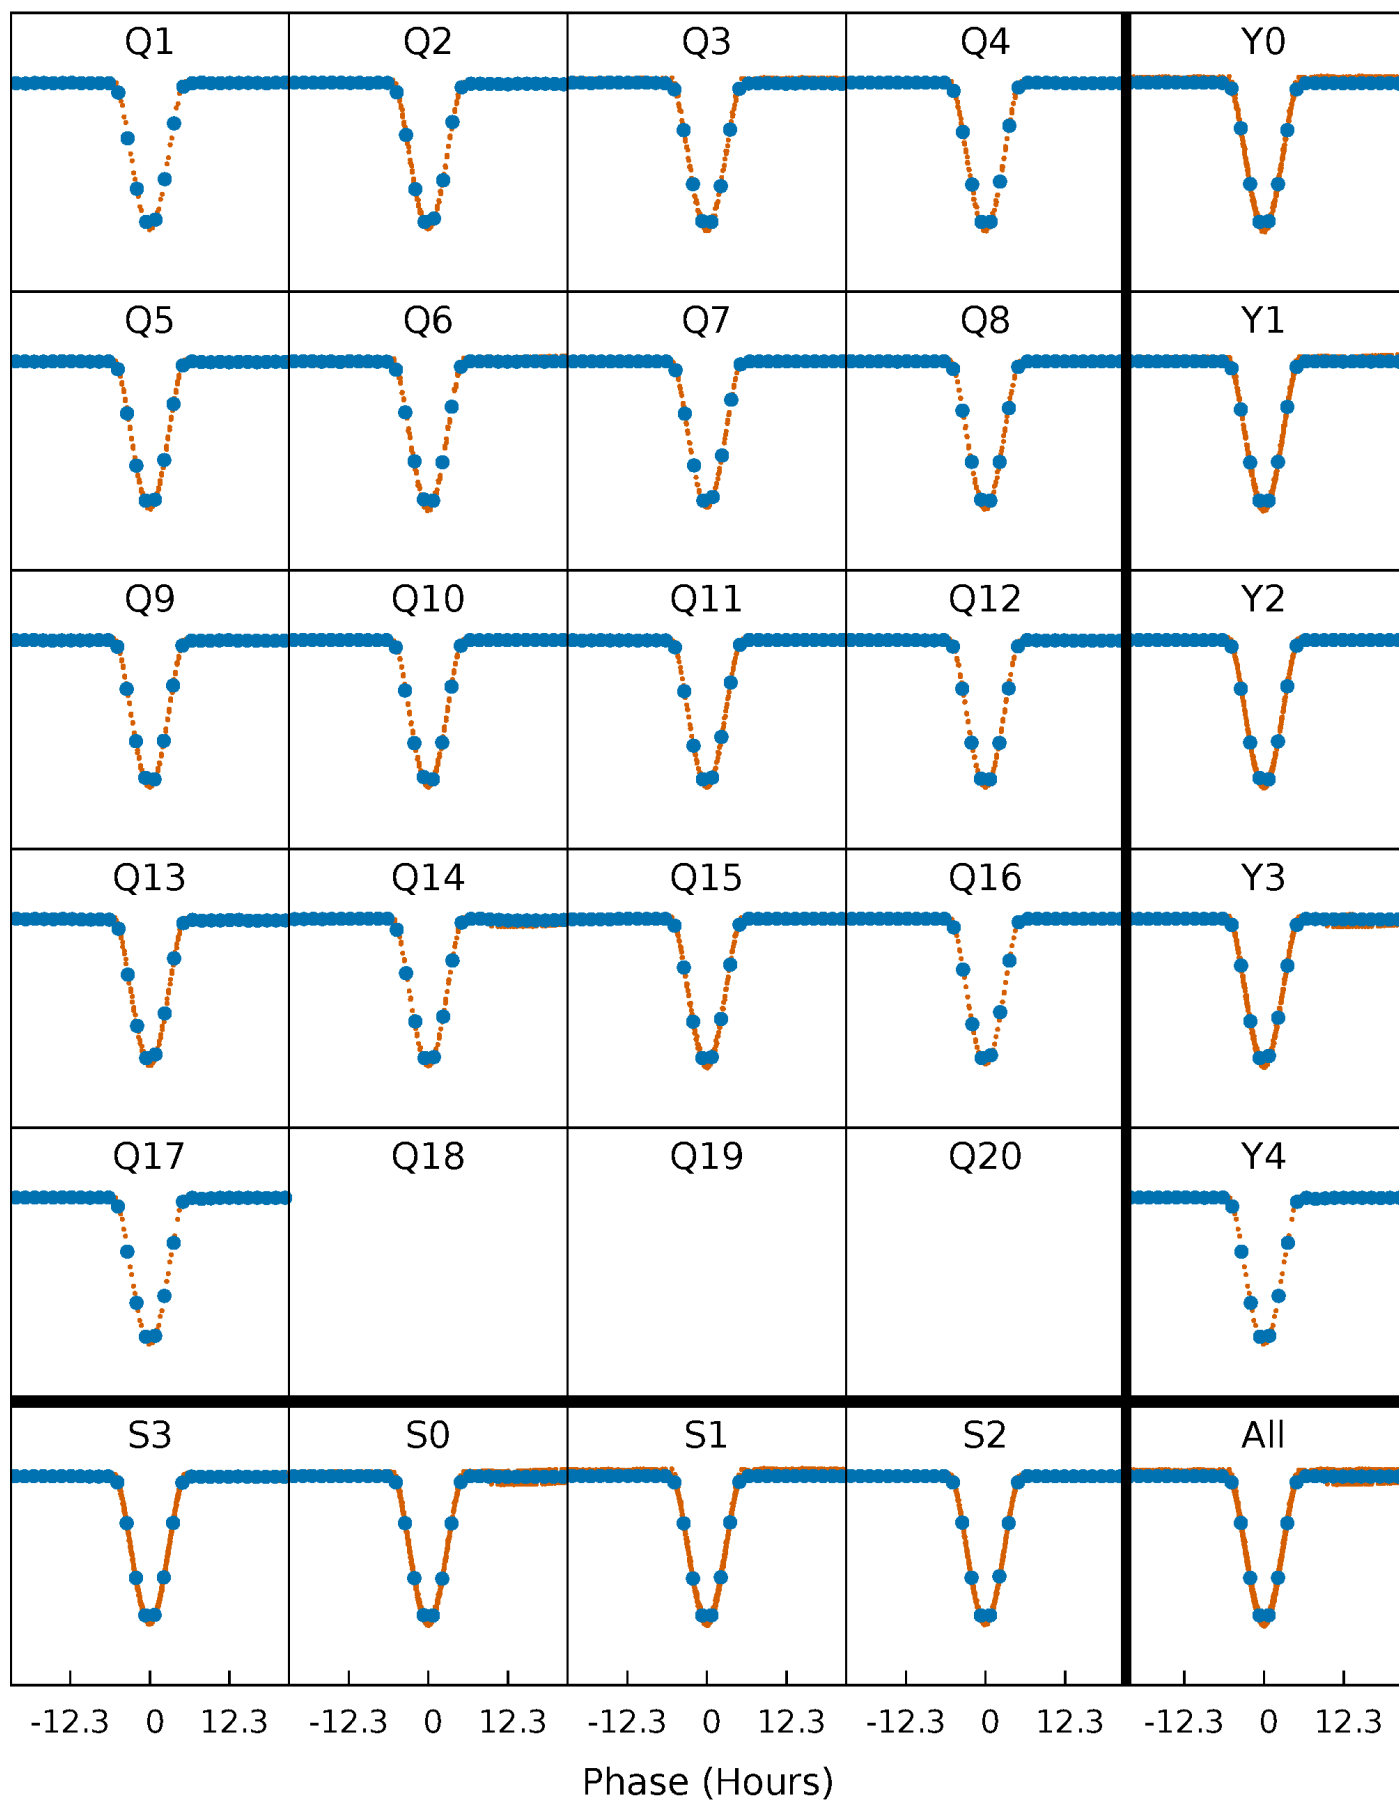 Q1 Q2 Q3 Q4 Y0
Q5 Q6 Q7 Q8 Y1
Q9 Q10 Q11 Q12 Y2
Q13 Q14 Q15 Q16 Y3
Q17 Q18 Q19 Q20 Y4
S3 S0 S1 S2 All
-12.3 0 12.3 -12.3 0 12.3 -12.3 0 12.3 -12.3 0 12.3 -12.3 0 12.3
Phase (Hours)